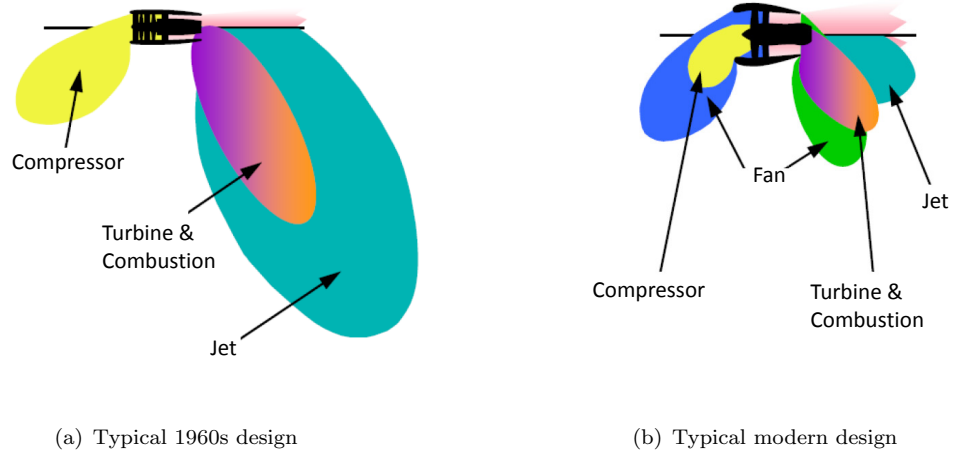 Compressor
Turbine &
Combustion
Jet
(a) Typical 1960s design
Fan
Jet
Compressor
Turbine &
Combustion
(b) Typical modern design